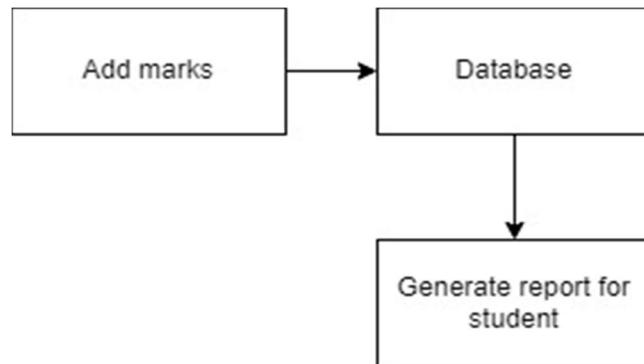 Add marks
Database
Generate report for
student